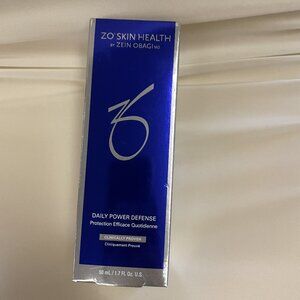 ZO® SKIN HEALTH
BY ZEIN OBAGI MD
DAILY POWER DEFENSE
Protection Efficace Quotidienne
CLINICALLY PROVEN
Cliniquement Prouvé
50 mL / 1.7 Fl. Oz. U.S.